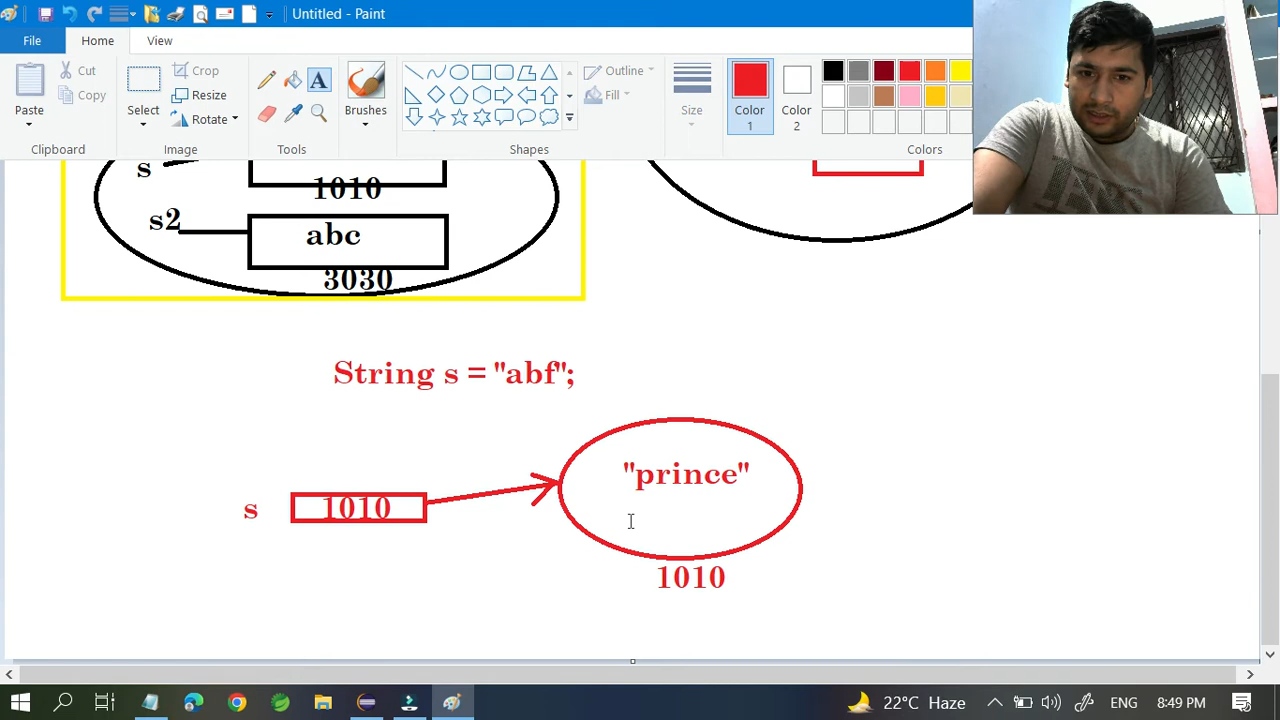 Untitled - Paint
File
Home
View
Paste
Cut
Copy
Clipboard
Select
Crop
Resize
Rotate
Image
A
Tools
Brushes
Outline
Fill
Shapes
Size
Color 1
Color 2
Colors
s
1010
s2
abc
3030
String s = "abf";
"prince"
s
1010
1010
22°C Haze
ENG
8:49 PM